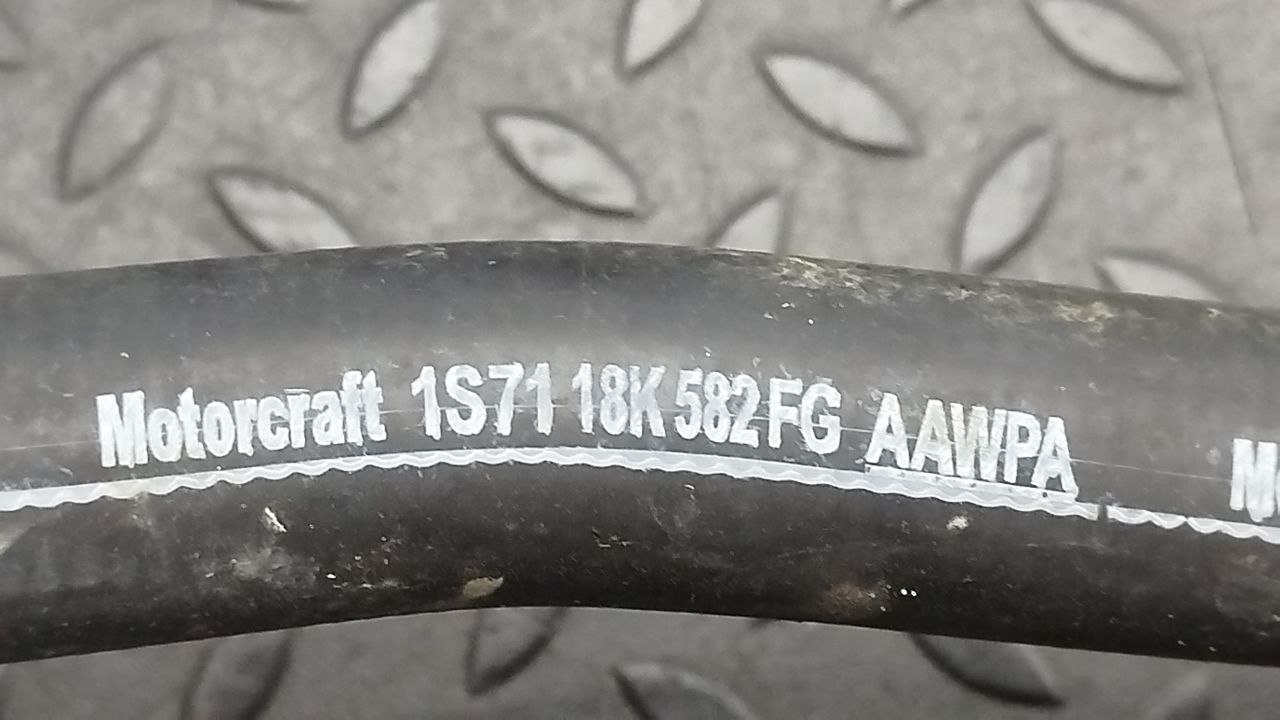 Motorcraft 1S71 18K582FG AAWPA